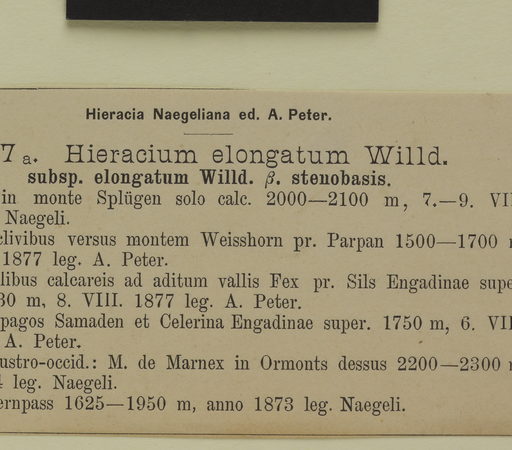 Hieracia Naegeliana ed. A. Peter.
7 a. Hieracium elongatum Willd.
subsp. elongatum Willd. β. stenobasis.
in monte Splügen solo calc. 2000—2100 m, 7.—9. VII
Naegeli.
clivibus versus montem Weisshorn pr. Parpan 1500—1700 m
1877 leg. A. Peter.
libus calcareis ad aditum vallis Fex pr. Sils Engadinae supe
30 m, 8. VIII. 1877 leg. A. Peter.
pagos Samaden et Celerina Engadinae super. 1750 m, 6. VII
A. Peter.
ustro-occid.: M. de Marnex in Ormonts dessus 2200—2300 m
4 leg. Naegeli.
ernpass 1625—1950 m, anno 1873 leg. Naegeli.